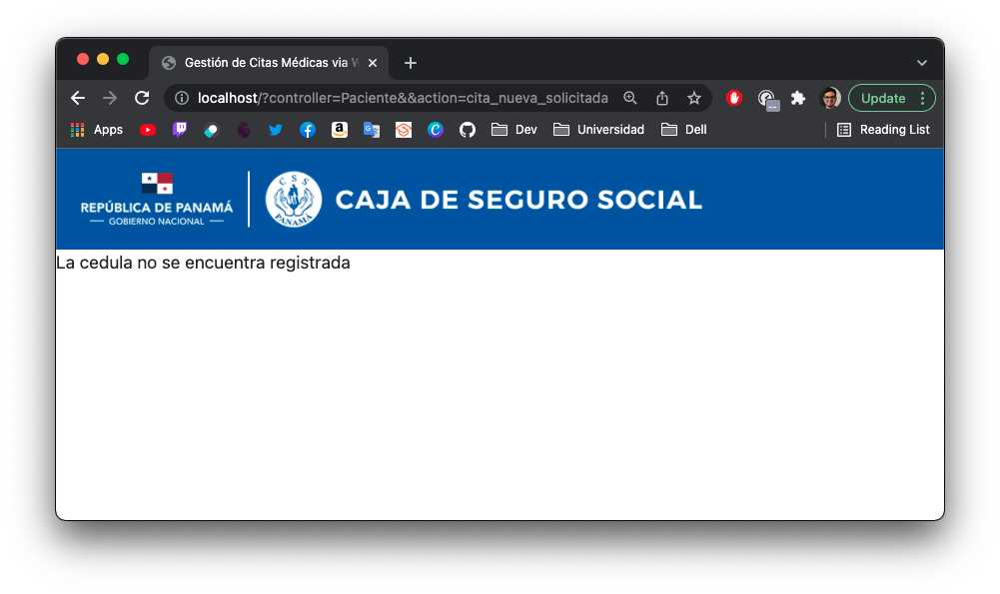 Gestión de Citas Médicas via W
localhost/?controller=Paciente&&action=cita_nueva_solicitada
Update
Apps
Dev
Universidad
Dell
Reading List
REPÚBLICA DE PANAMÁ
GOBIERNO NACIONAL
CSS
PANAMÁ
CAJA DE SEGURO SOCIAL
La cedula no se encuentra registrada